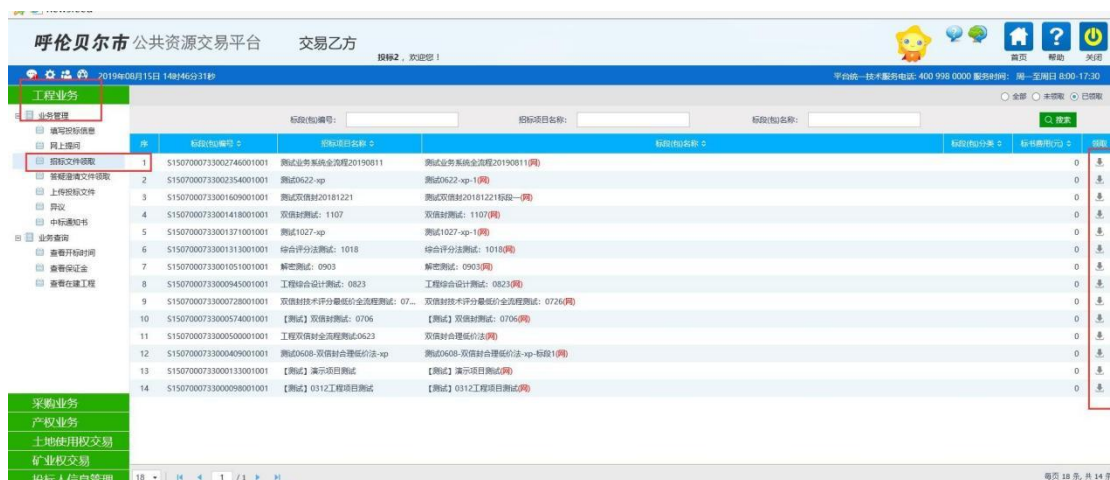 呼伦贝尔市 公共资源交易平台 交易乙方
投标2，欢迎您！
首页 帮助 关闭
2019年08月15日 14时46分31秒
平台统一技术服务电话: 400 998 0000 服务时间: 周一至周日 8:00-17:30
工程业务
全部 未领取 已领取
业务管理
填写投标信息
网上提问
招标文件领取
答疑澄清文件领取
上传投标文件
异议
中标通知书
业务查询
查看开标时间
查看保证金
查看在建工程
标段(包)编号: 招标项目名称: 标段(包)名称: 搜索
序 标段(包)编号 招标项目名称 标段(包)名称 标段(包)分类 标书费用(元) 领取
1 S1507000733002746001001 测试业务系统全流程20190811 测试业务系统全流程20190811(网) 0
2 S1507000733002354001001 测试0622-xp 测试0622-xp-1(网) 0
3 S1507000733001609001001 测试双信封20181221 测试双信封20181221标段一(网) 0
4 S1507000733001418001001 双信封测试：1107 双信封测试：1107(网) 0
5 S1507000733001371001001 测试1027-xp 测试1027-xp-1(网) 0
6 S1507000733001313001001 综合评分法测试：1018 综合评分法测试：1018(网) 0
7 S1507000733001051001001 解密测试：0903 解密测试：0903(网) 0
8 S1507000733000945001001 工程综合设计测试：0823 工程综合设计测试：0823(网) 0
9 S1507000733000728001001 双信封技术评分最低价全流程测试：07... 双信封技术评分最低价全流程测试：0726(网) 0
10 S1507000733000574001001 【测试】双信封测试：0706 【测试】双信封测试：0706(网) 0
11 S1507000733000500001001 工程双信封全流程测试0623 双信封合理低价法(网) 0
12 S1507000733000409001001 测试0608-双信封合理低价法-xp 测试0608-双信封合理低价法-xp-标段1(网) 0
13 S1507000733000133001001 【测试】演示项目测试 【测试】演示项目测试(网) 0
14 S1507000733000098001001 【测试】0312工程项目测试 【测试】0312工程项目测试(网) 0
采购业务
产权业务
土地使用权交易
矿业权交易
投标人信息管理
18 1 /1 每页 18 条, 共 14 条